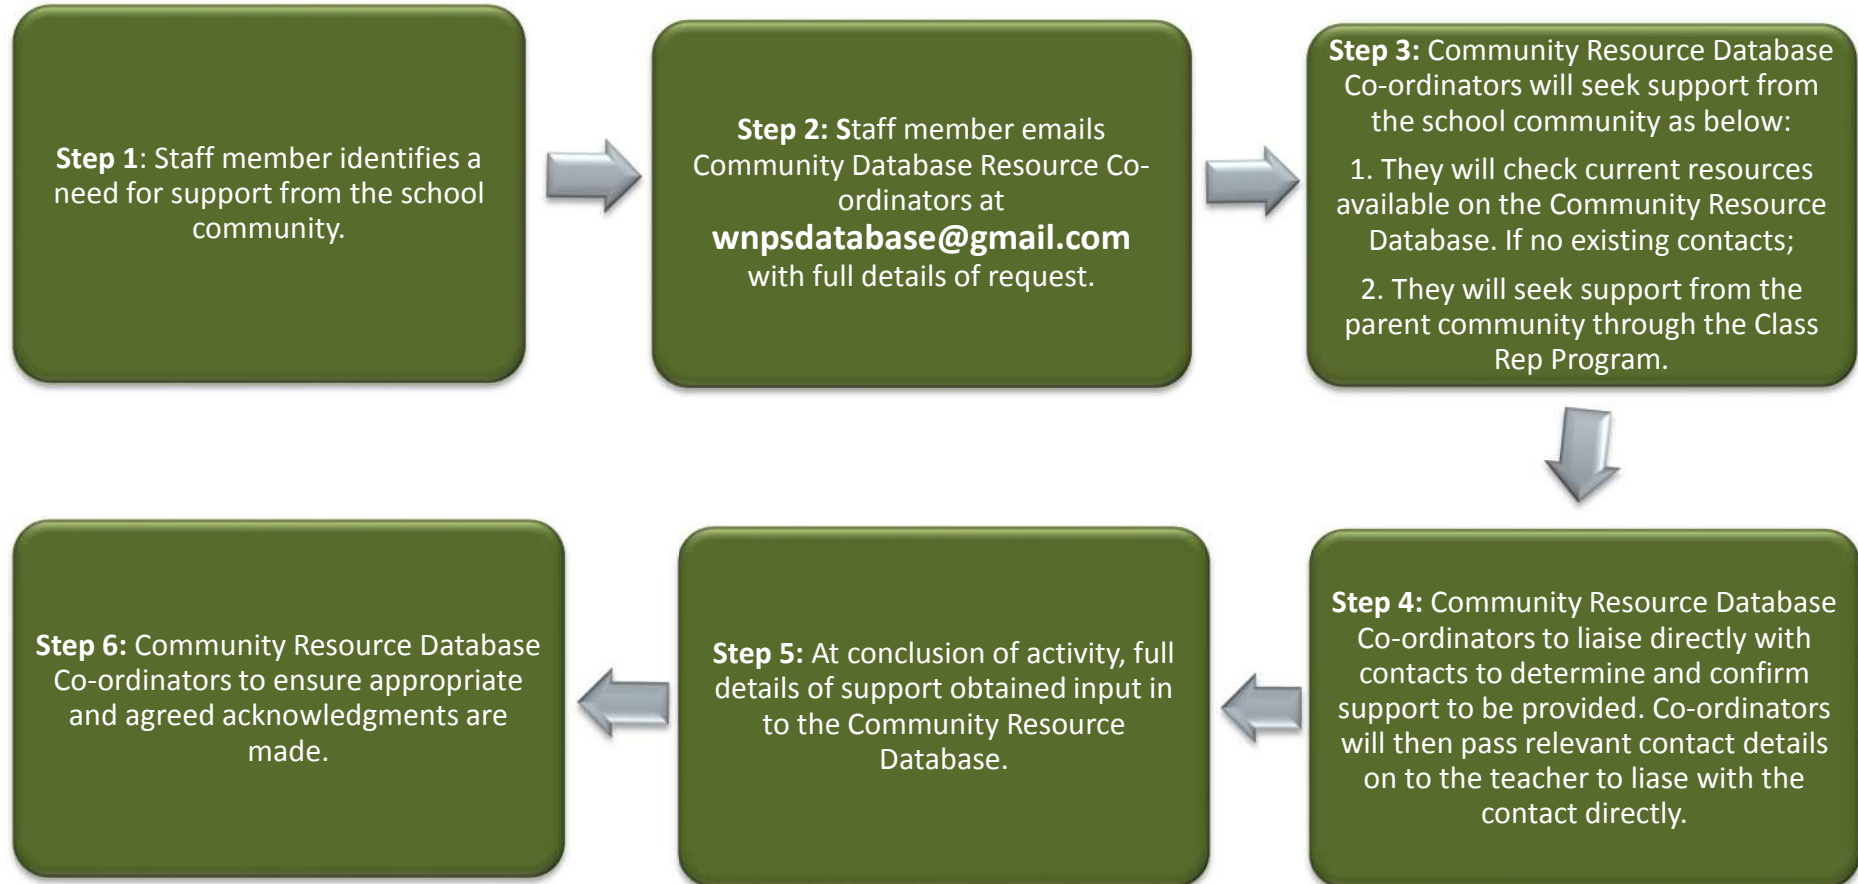 Step 1: Staff member identifies a
need for support from the school
community.
Step 2: Staff member emails
Community Database Resource Co-
ordinators at
wnpsdatabase@gmail.com
with full details of request.
Step 3: Community Resource Database
Co-ordinators will seek support from
the school community as below:
1. They will check current resources
available on the Community Resource
Database. If no existing contacts;
2. They will seek support from the
parent community through the Class
Rep Program.
Step 4: Community Resource Database
Co-ordinators to liaise directly with
contacts to determine and confirm
support to be provided. Co-ordinators
will then pass relevant contact details
on to the teacher to liase with the
contact directly.
Step 5: At conclusion of activity, full
details of support obtained input in
to the Community Resource
Database.
Step 6: Community Resource Database
Co-ordinators to ensure appropriate
and agreed acknowledgments are
made.